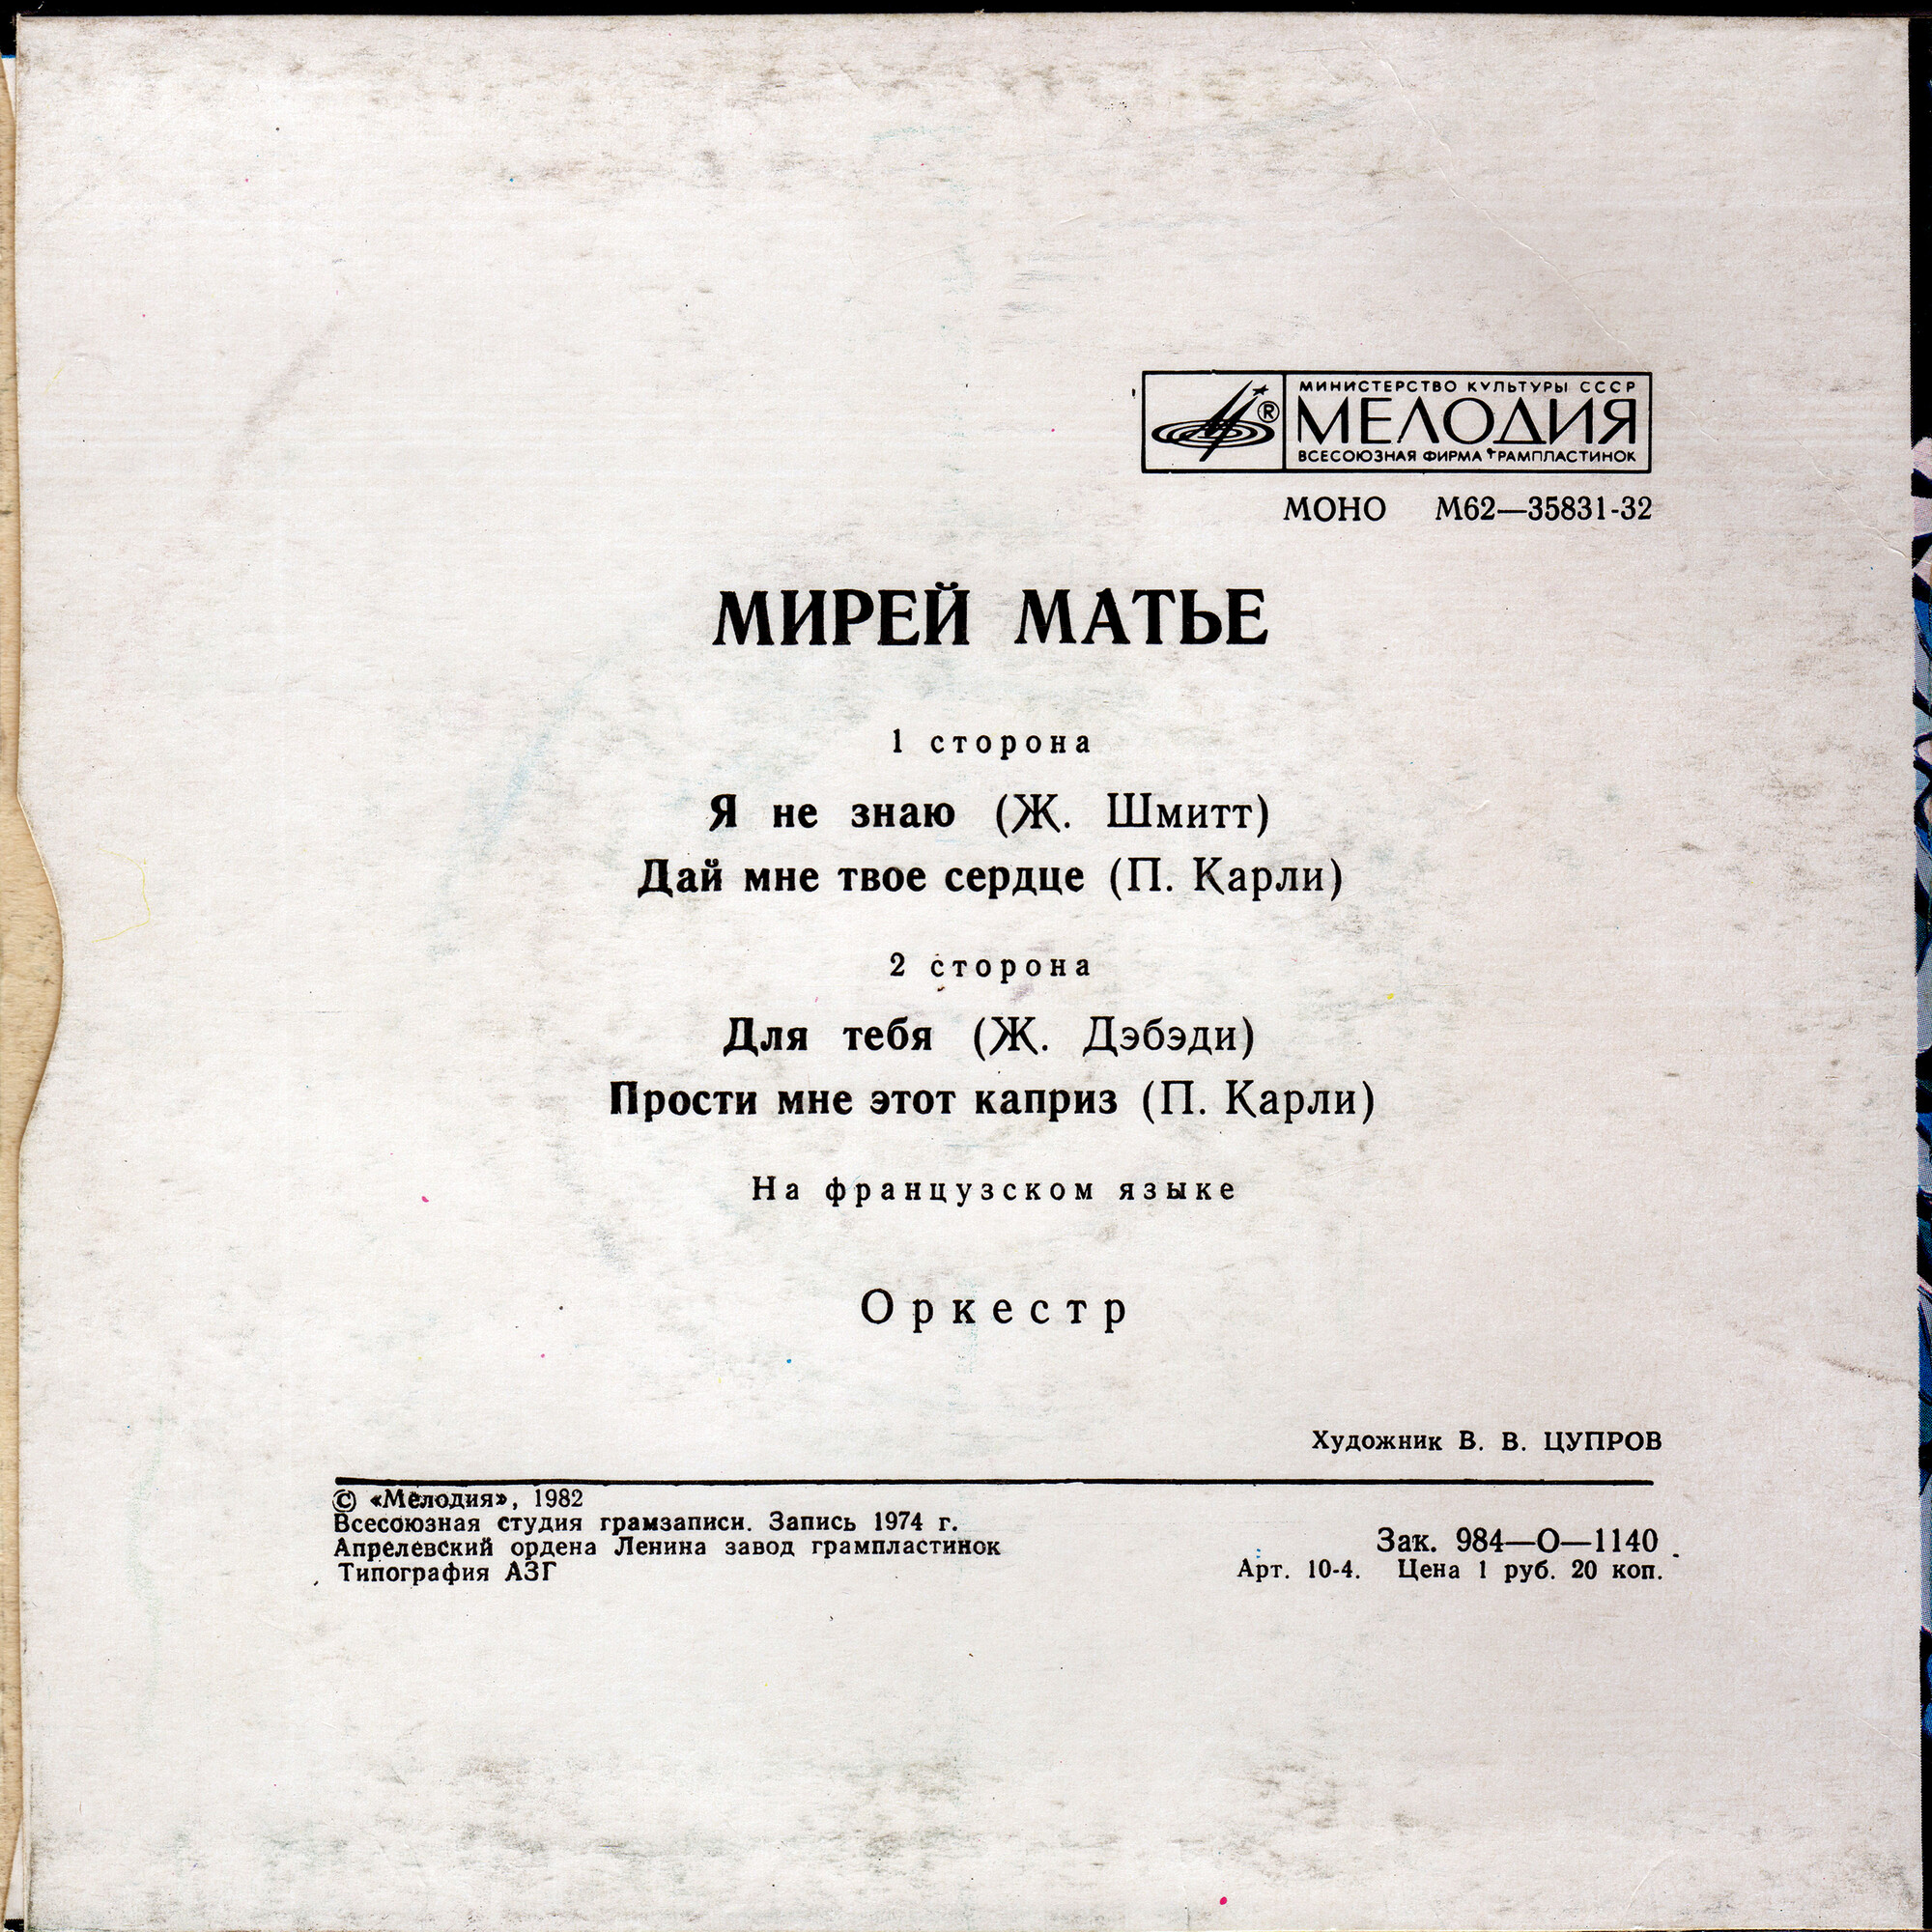 МИНИСТЕРСТВО КУЛЬТУРЫ СССР
МЕЛОДИЯ
ВСЕСОЮЗНАЯ ФИРМА ГРАМПЛАСТИНОК
®
МОНО М62—35831-32
МИРЕЙ МАТЬЕ
1 сторона
Я не знаю (Ж. Шмитт)
Дай мне твое сердце (П. Карли)
2 сторона
Для тебя (Ж. Дэбэди)
Прости мне этот каприз (П. Карли)
На французском языке
Оркестр
Художник В. В. ЦУПРОВ
© «Мелодия», 1982
Всесоюзная студия грамзаписи. Запись 1974 г.
Апрелевский ордена Ленина завод грампластинок
Типография АЗГ
Зак. 984—О—1140
Арт. 10-4. Цена 1 руб. 20 коп.